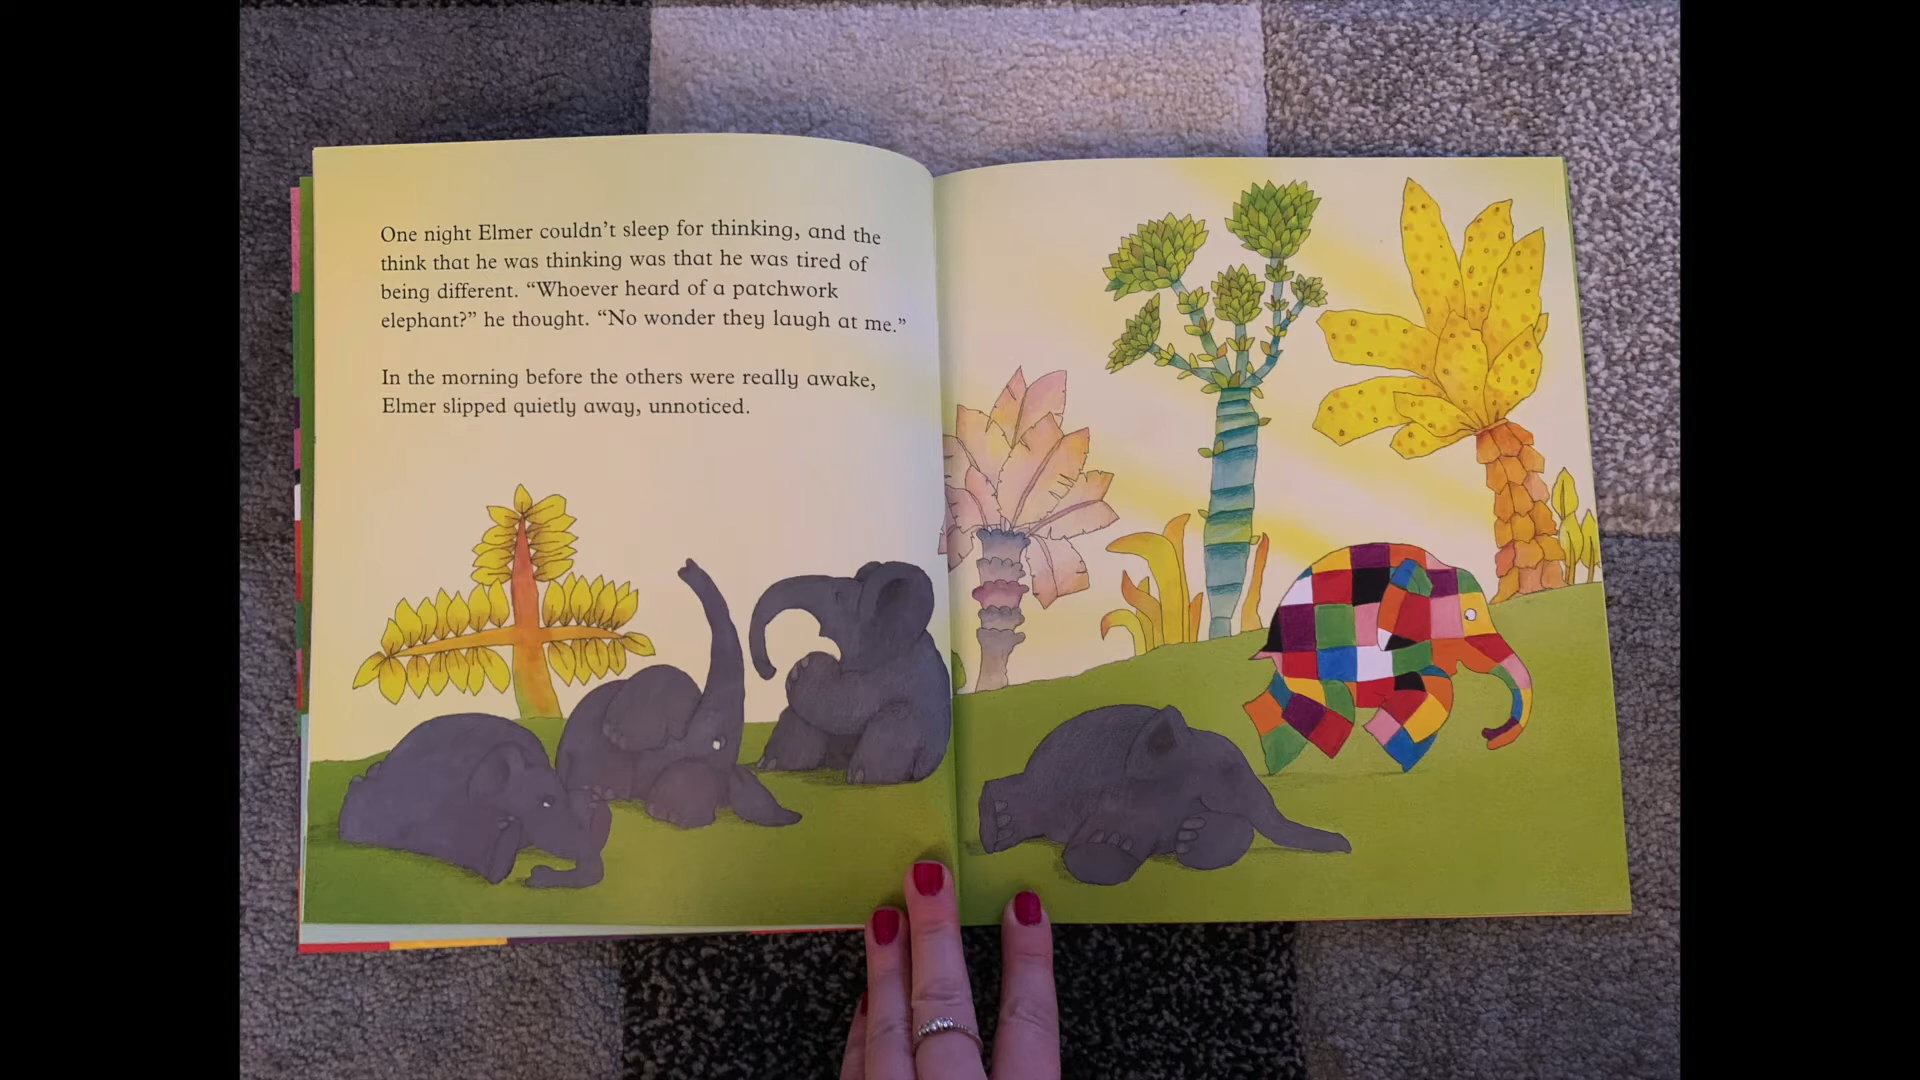 One night Elmer couldn’t sleep for thinking, and the
think that he was thinking was that he was tired of
being different. “Whoever heard of a patchwork
elephant?” he thought. “No wonder they laugh at me.”
In the morning before the others were really awake,
Elmer slipped quietly away, unnoticed.